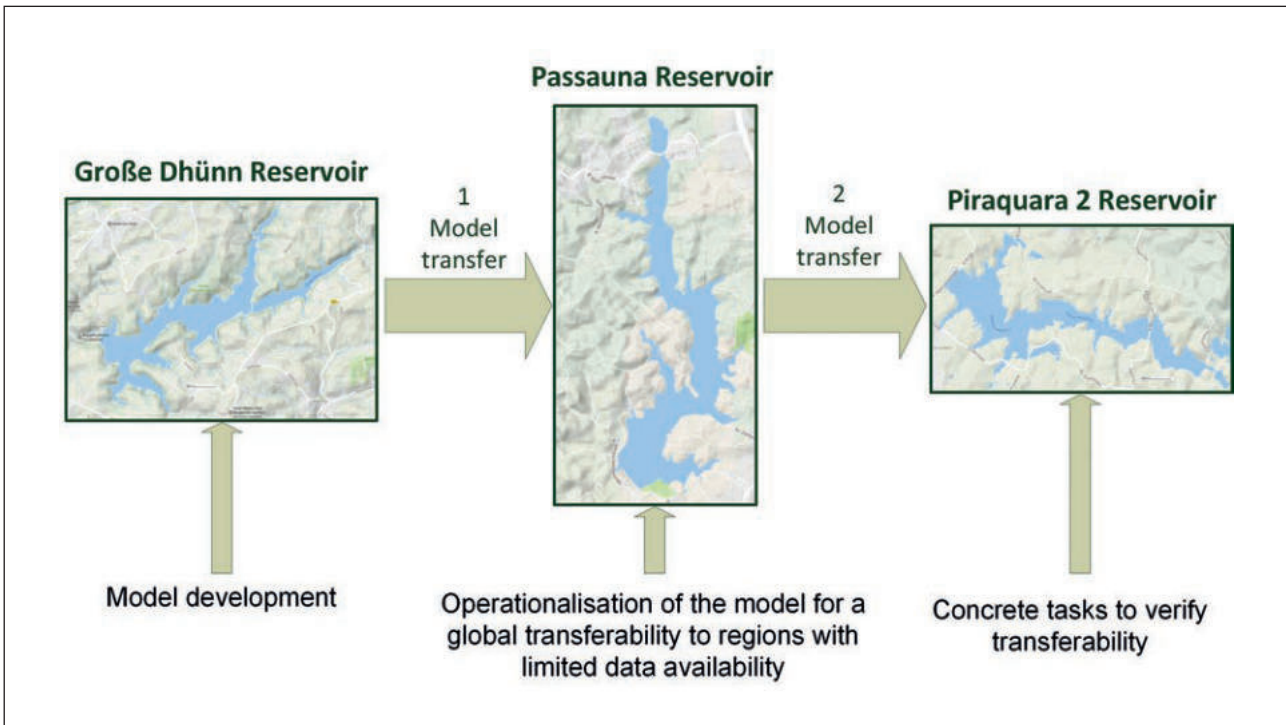 Große Dhünn Reservoir
1
Model
transfer
Passauna Reservoir
2
Model
transfer
Piraquara 2 Reservoir
Model development
Operationalisation of the model for a
global transferability to regions with
limited data availability
Concrete tasks to verify
transferability